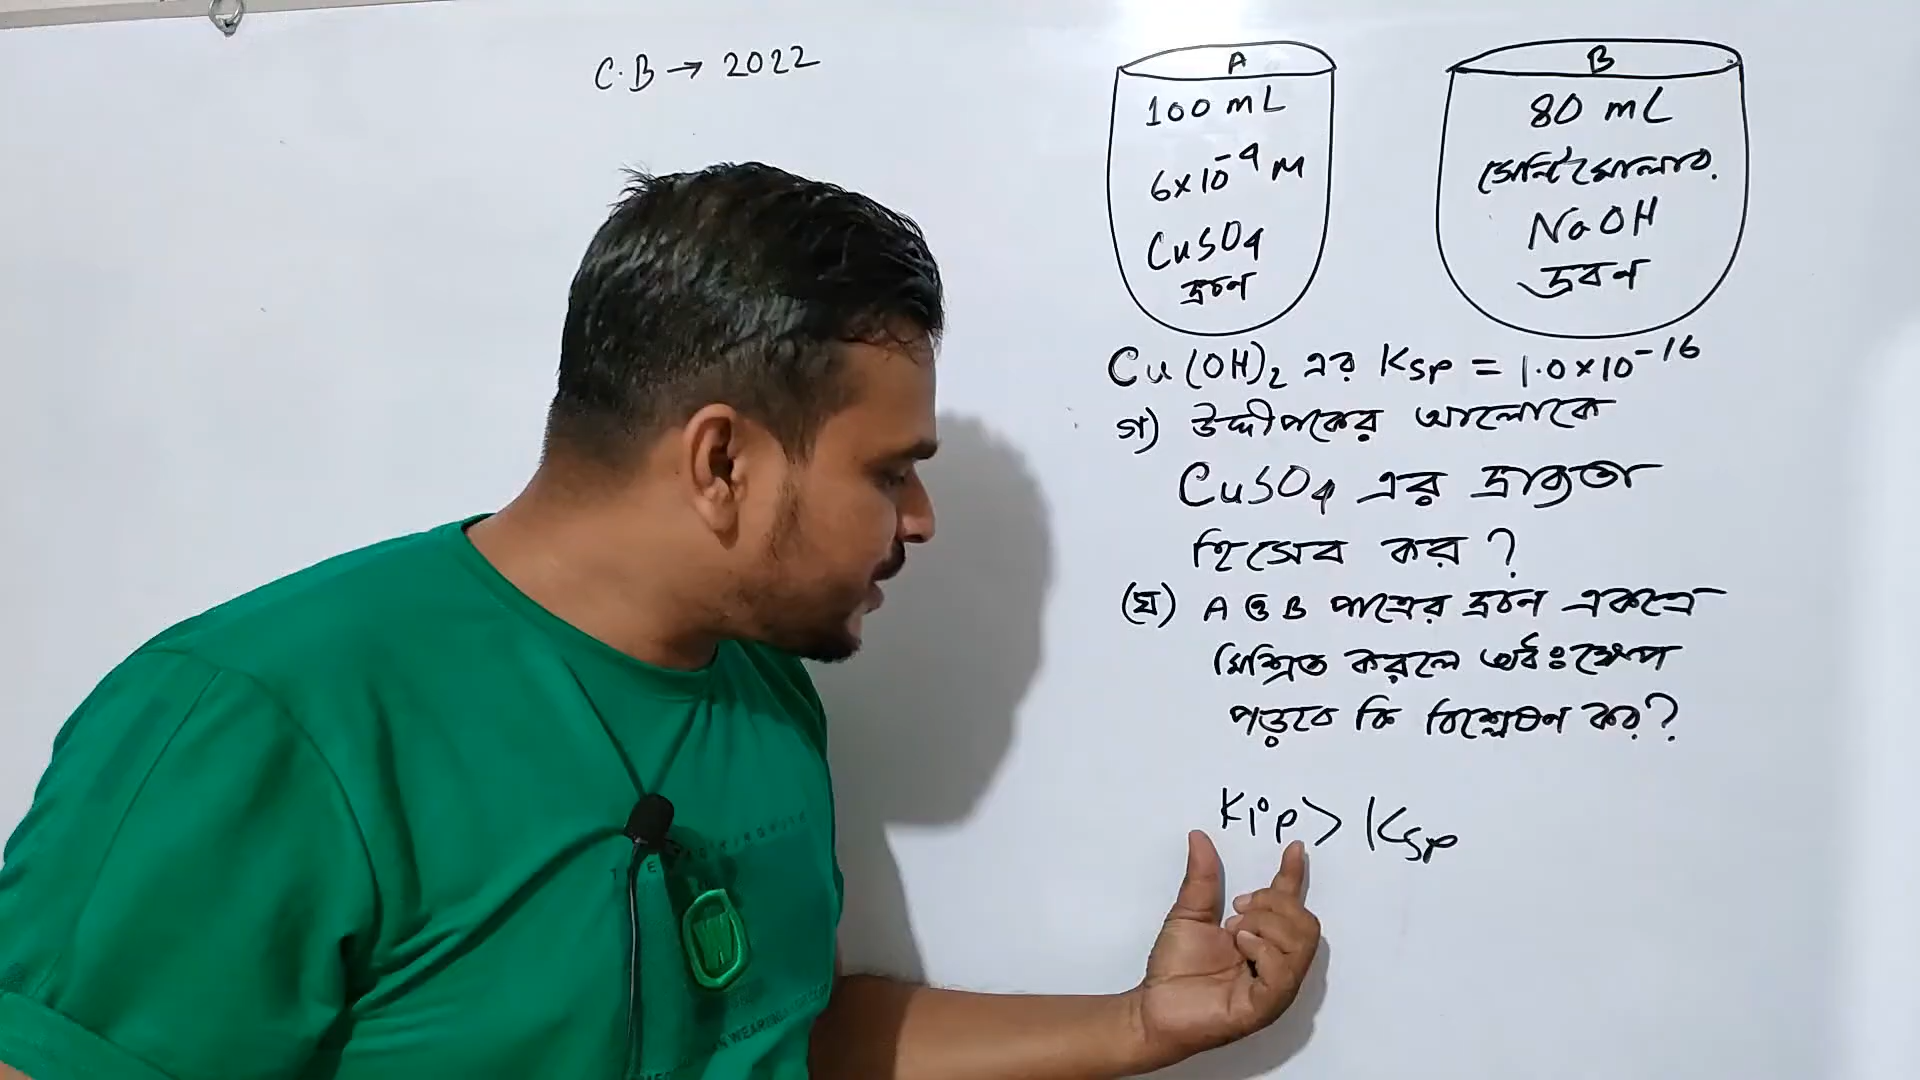 C.B → 2022
A
100 mL
6×10⁻⁴ M
CuSO₄
দ্রবণ
B
80 mL
সেন্টিমোলার.
NaOH
দ্রবণ
Cu(OH)₂ এর Ksp = 1.0×10⁻¹⁶
গ) উদ্দীপকের আলোকে
CuSO₄ এর দ্রাব্যতা
হিসেব কর ?
(ঘ) A ও B পাত্রের দ্রবণ একত্রে
মিশ্রিত করলে অধঃক্ষেপ
পড়বে কি বিশ্লেষণ কর ?
Kip > Ksp
W